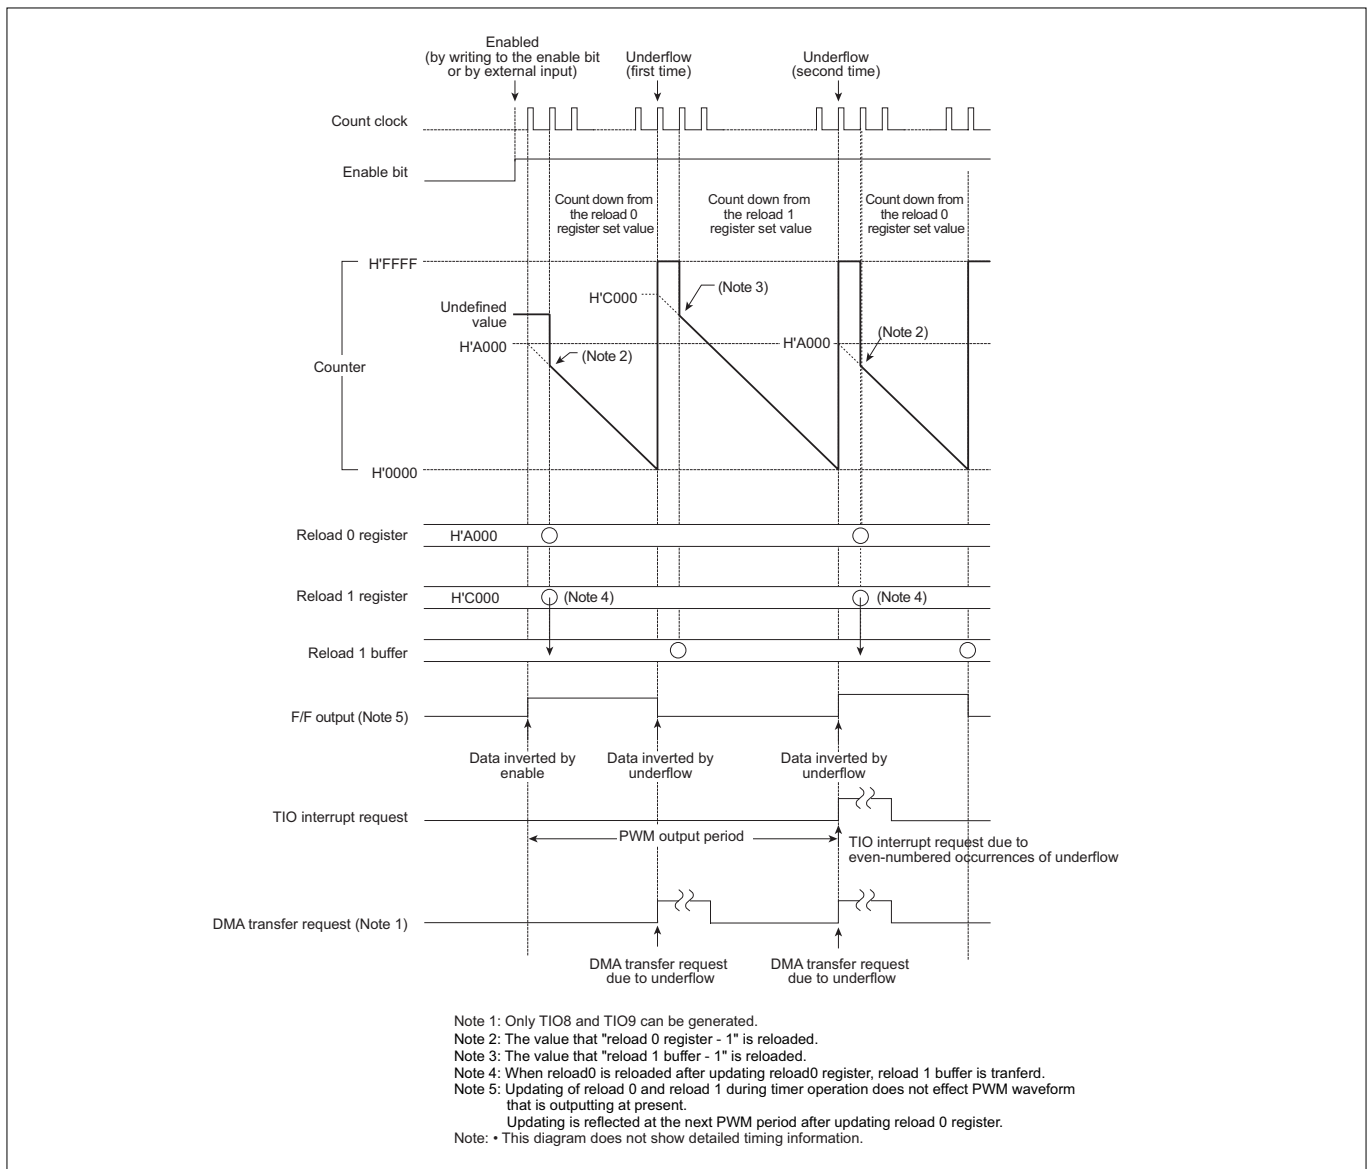 Enabled
(by writing to the enable bit
or by external input)
Underflow
(first time)
Underflow
(second time)
Count clock
Enable bit
Count down from
the reload 0
register set value
Count down from
the reload 1
register set value
Count down from
the reload 0
register set value
H'FFFF
H'C000
(Note 3)
Undefined
value
H'A000
(Note 2)
H'A000
(Note 2)
Counter
H'0000
Reload 0 register
H'A000
Reload 1 register
H'C000
(Note 4)
(Note 4)
Reload 1 buffer
F/F output (Note 5)
Data inverted by
enable
Data inverted by
underflow
Data inverted by
underflow
TIO interrupt request
PWM output period
TIO interrupt request due to
even-numbered occurrences of underflow
DMA transfer request (Note 1)
DMA transfer request
due to underflow
DMA transfer request
due to underflow
Note 1: Only TIO8 and TIO9 can be generated.
Note 2: The value that "reload 0 register - 1" is reloaded.
Note 3: The value that "reload 1 buffer - 1" is reloaded.
Note 4: When reload0 is reloaded after updating reload0 register, reload 1 buffer is tranferd.
Note 5: Updating of reload 0 and reload 1 during timer operation does not effect PWM waveform
that is outputting at present.
Updating is reflected at the next PWM period after updating reload 0 register.
Note: • This diagram does not show detailed timing information.